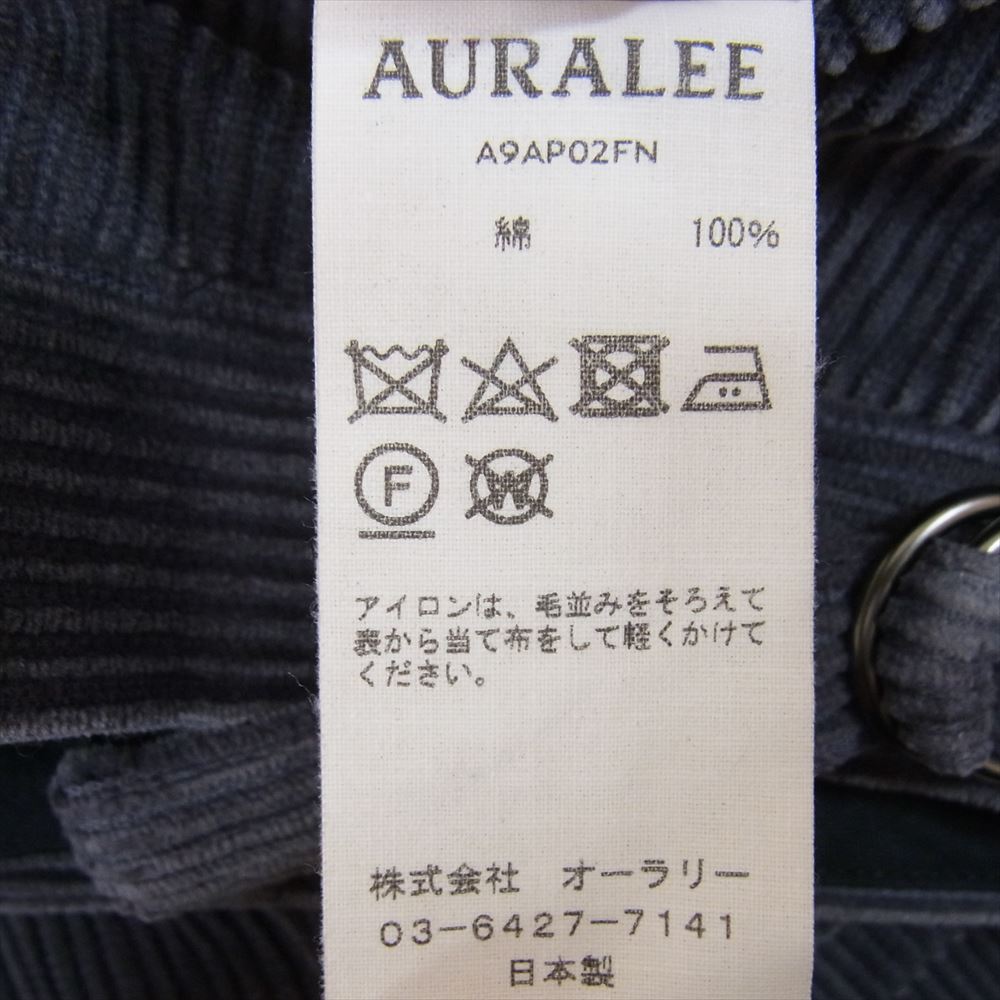 AURALEE
A9AP02FN
綿 100%
F
W
アイロンは、毛並みをそろえて
裏から当て布をして軽くかけて
ください。
株式会社 オーラリー
03-6427-7141
日本製